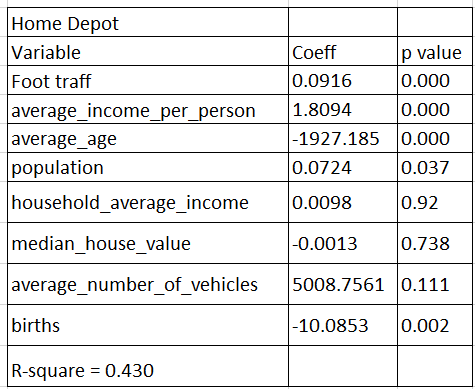 Home Depot
Variable Coeff p value
Foot traff 0.0916 0.000
average_income_per_person 1.8094 0.000
average_age -1927.185 0.000
population 0.0724 0.037
household_average_income 0.0098 0.92
median_house_value -0.0013 0.738
average_number_of_vehicles 5008.7561 0.111
births -10.0853 0.002
R-square = 0.430